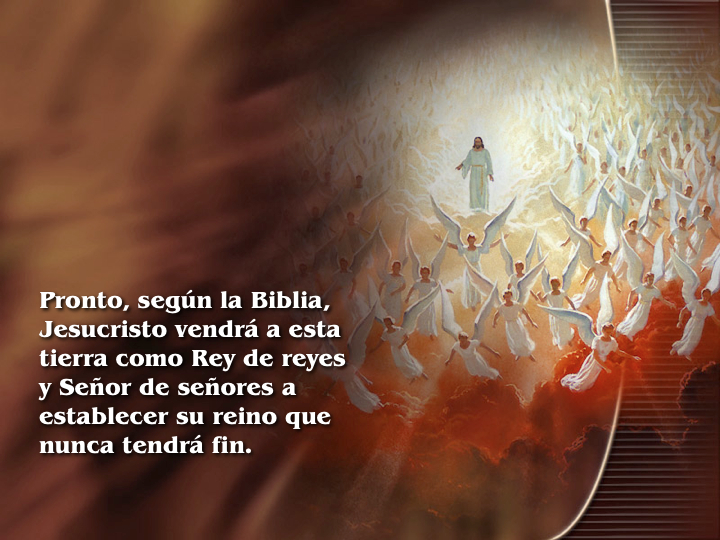 Pronto, según la Biblia,
Jesucristo vendrá a esta
tierra como Rey de reyes
y Señor de señores a
establecer su reino que
nunca tendrá fin.